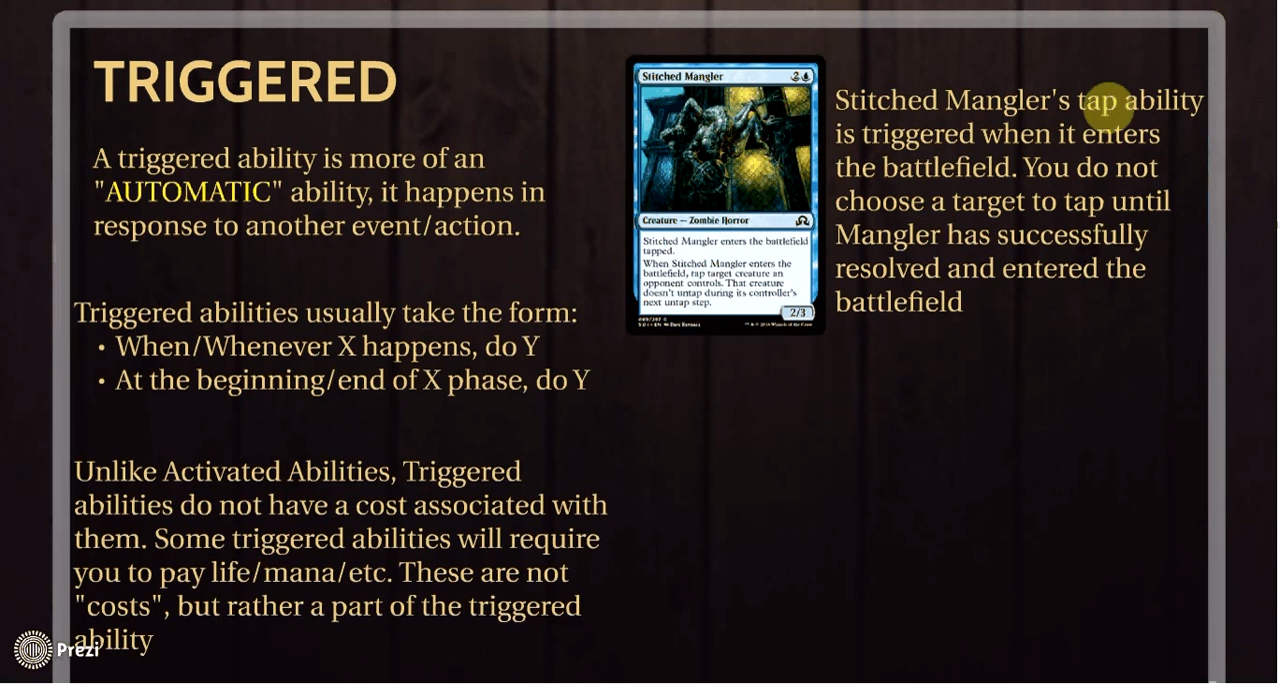 TRIGGERED
A triggered ability is more of an
"AUTOMATIC" ability, it happens in
response to another event/action.
Triggered abilities usually take the form:
• When/Whenever X happens, do Y
• At the beginning/end of X phase, do Y
Unlike Activated Abilities, Triggered
abilities do not have a cost associated with
them. Some triggered abilities will require
you to pay life/mana/etc. These are not
"costs", but rather a part of the triggered
ability
Prezi
Stitched Mangler 2
Creature — Zombie Horror
Stitched Mangler enters the battlefield
tapped.
When Stitched Mangler enters the
battlefield, tap target creature an
opponent controls. That creature
doesn't untap during its controller's
next untap step.
2/3
Stitched Mangler's tap ability
is triggered when it enters
the battlefield. You do not
choose a target to tap until
Mangler has successfully
resolved and entered the
battlefield